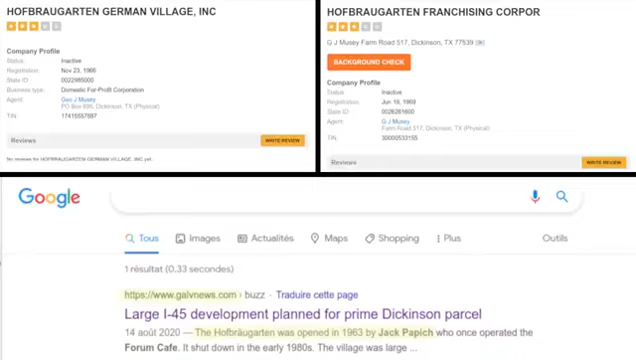 HOFBRAUGARTEN GERMAN VILLAGE, INC
Company Profile
Status: Inactive
Registration: Nov 23, 1968
State ID 0022985000
Business type: Domestic For-Profit Corporation
Agent: Geo J Musey
PO Box 695, Dickinson, TX (Physical)
TIN: 17415557887
Reviews WRITE REVIEW
No reviews for HOFBRAUGARTEN GERMAN VILLAGE, INC yet.
HOFBRAUGARTEN FRANCHISING CORPOR
G J Musey Farm Road 517, Dickinson, TX 77539
BACKGROUND CHECK
Company Profile
Status: Inactive
Registration: Jun 19, 1969
State ID 0026281600
Agent: G J Musey
Farm Road 517, Dickinson, TX (Physical)
TIN: 30000533155
Reviews WRITE REVIEW
Google
Tous Images Actualités Maps Shopping Plus Outils
1 résultat (0.33 secondes)
https://www.galvnews.com › buzz · Traduire cette page
Large I-45 development planned for prime Dickinson parcel
14 août 2020 — The Hofbräugarten was opened in 1963 by Jack Papich who once operated the
Forum Cafe. It shut down in the early 1980s. The village was large ...